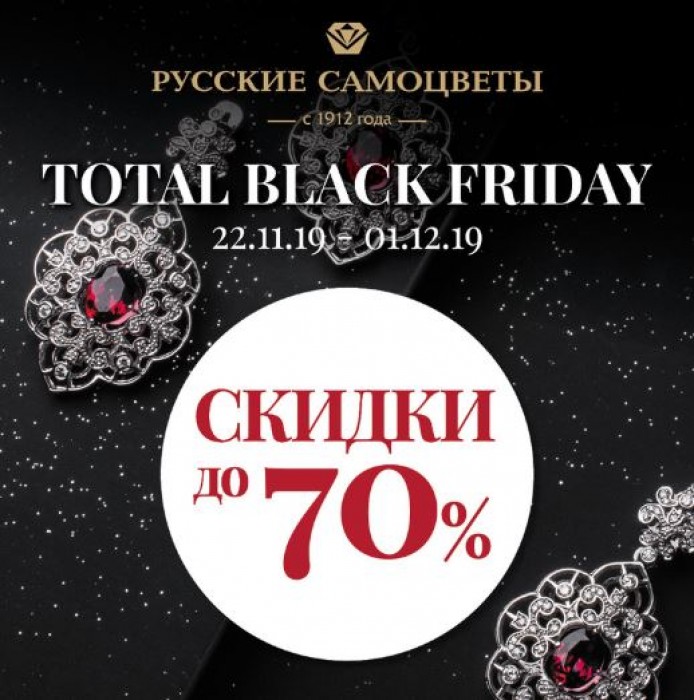 РУССКИЕ САМОЦВЕТЫ
с 1912 года
TOTAL BLACK FRIDAY
22.11.19 - 01.12.19
СКИДКИ
ДО 70%